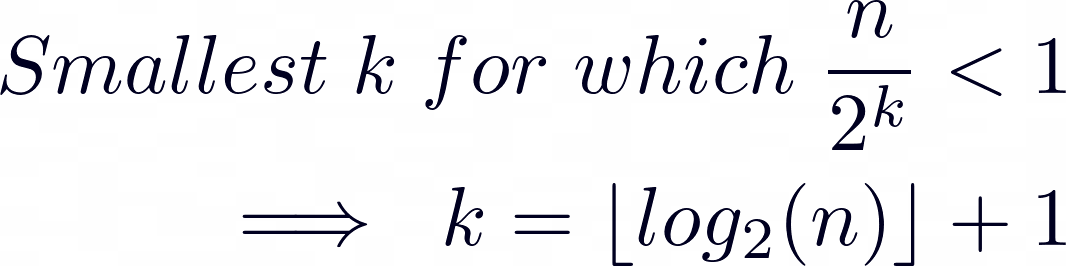 Smallest k for which n/2^k < 1
⟹ k = ⌊log₂(n)⌋ + 1